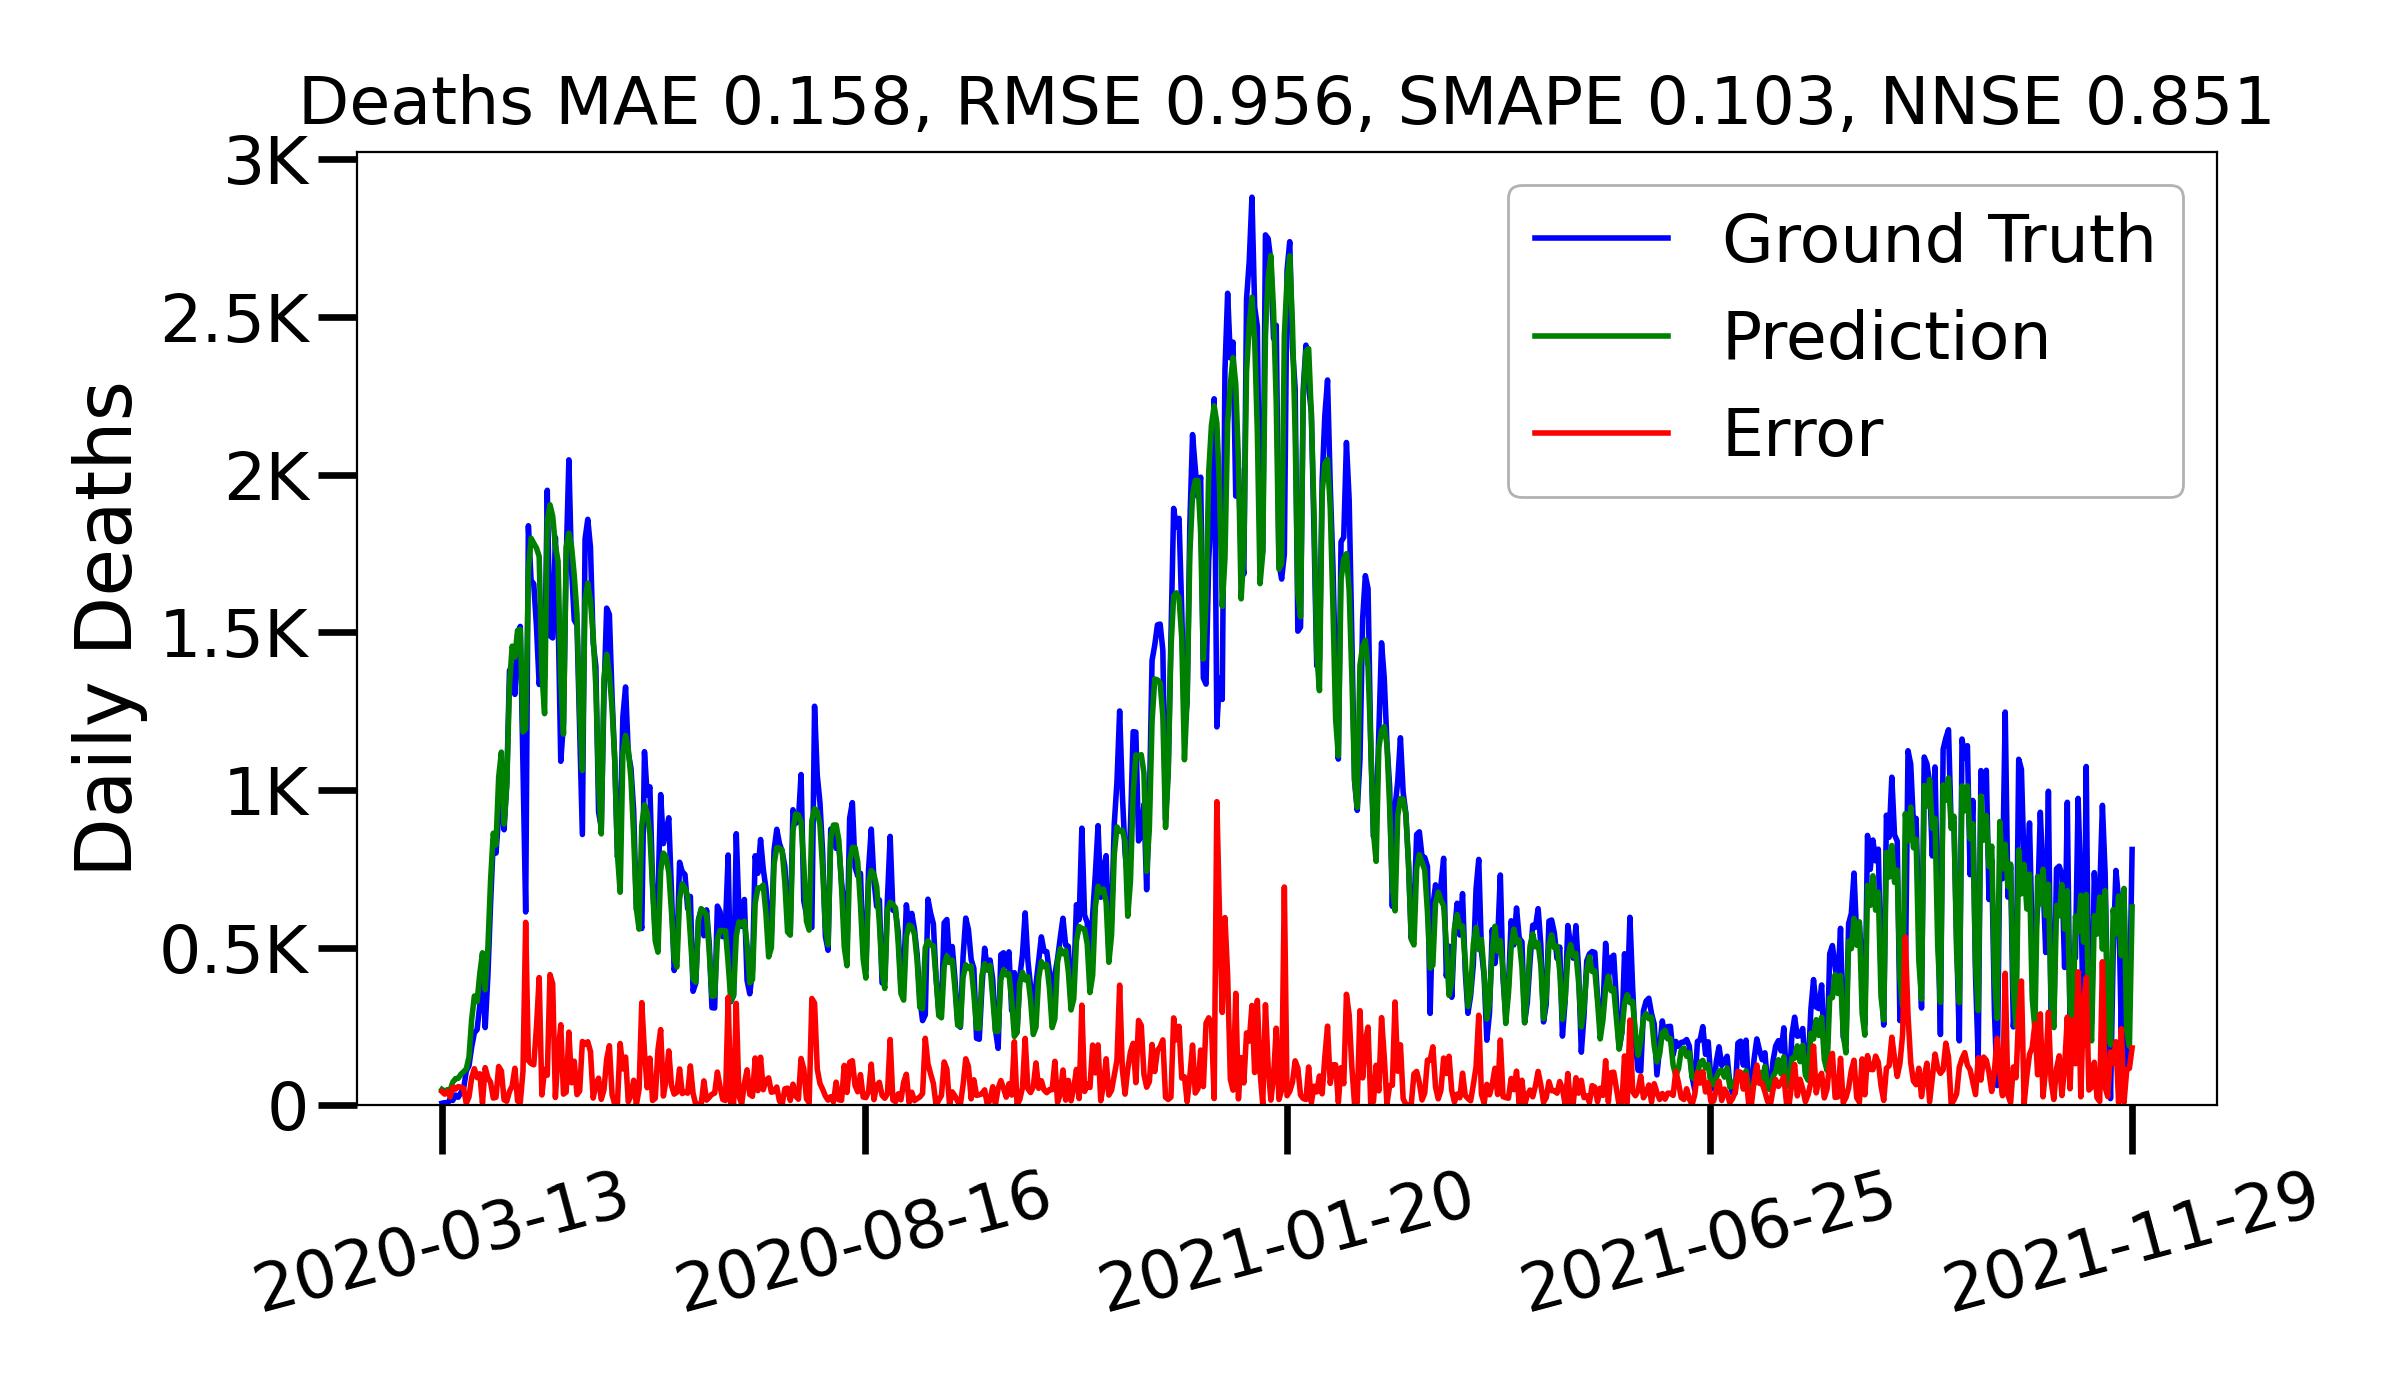 Deaths MAE 0.158, RMSE 0.956, SMAPE 0.103, NNSE 0.851
3K
2.5K
2K
1.5K
1K
0.5K
0
Daily Deaths
Ground Truth
Prediction
Error
2020-03-13
2020-08-16
2021-01-20
2021-06-25
2021-11-29